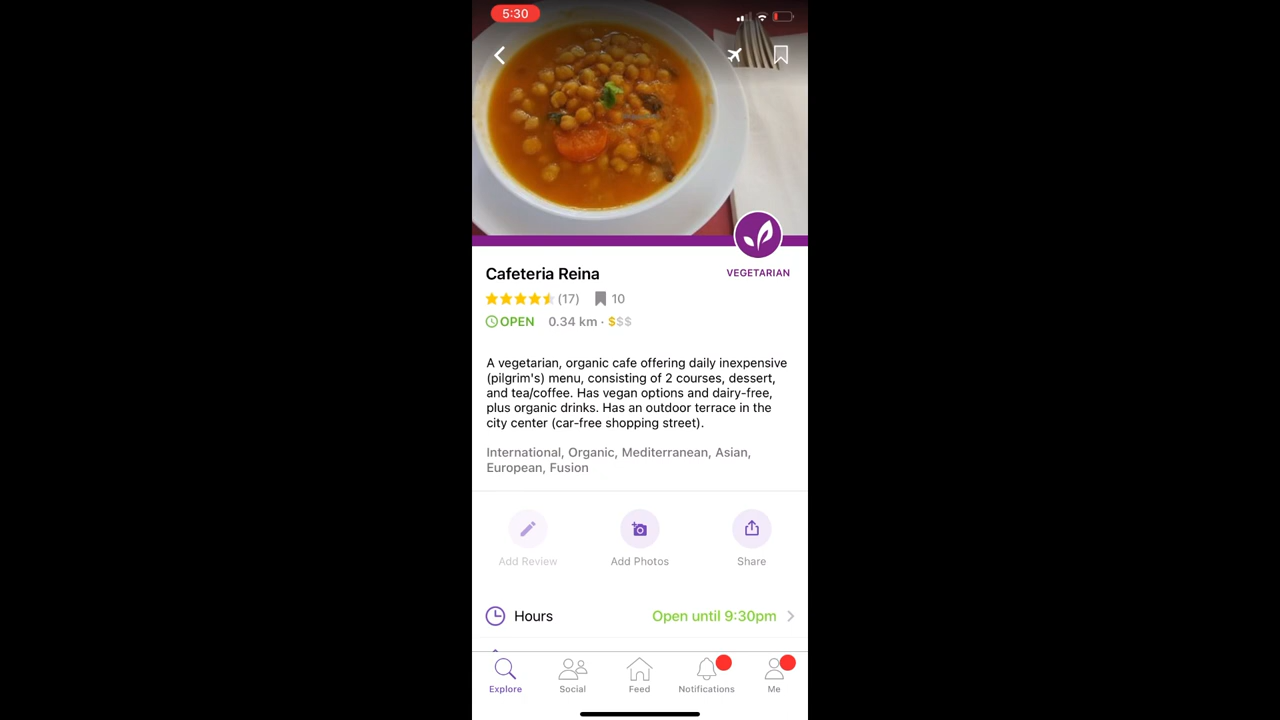 5:30
Cafeteria Reina
VEGETARIAN
(17) 10
OPEN 0.34 km · $$$
A vegetarian, organic cafe offering daily inexpensive
(pilgrim's) menu, consisting of 2 courses, dessert,
and tea/coffee. Has vegan options and dairy-free,
plus organic drinks. Has an outdoor terrace in the
city center (car-free shopping street).
International, Organic, Mediterranean, Asian,
European, Fusion
Add Review Add Photos Share
Hours Open until 9:30pm
Explore Social Feed Notifications Me